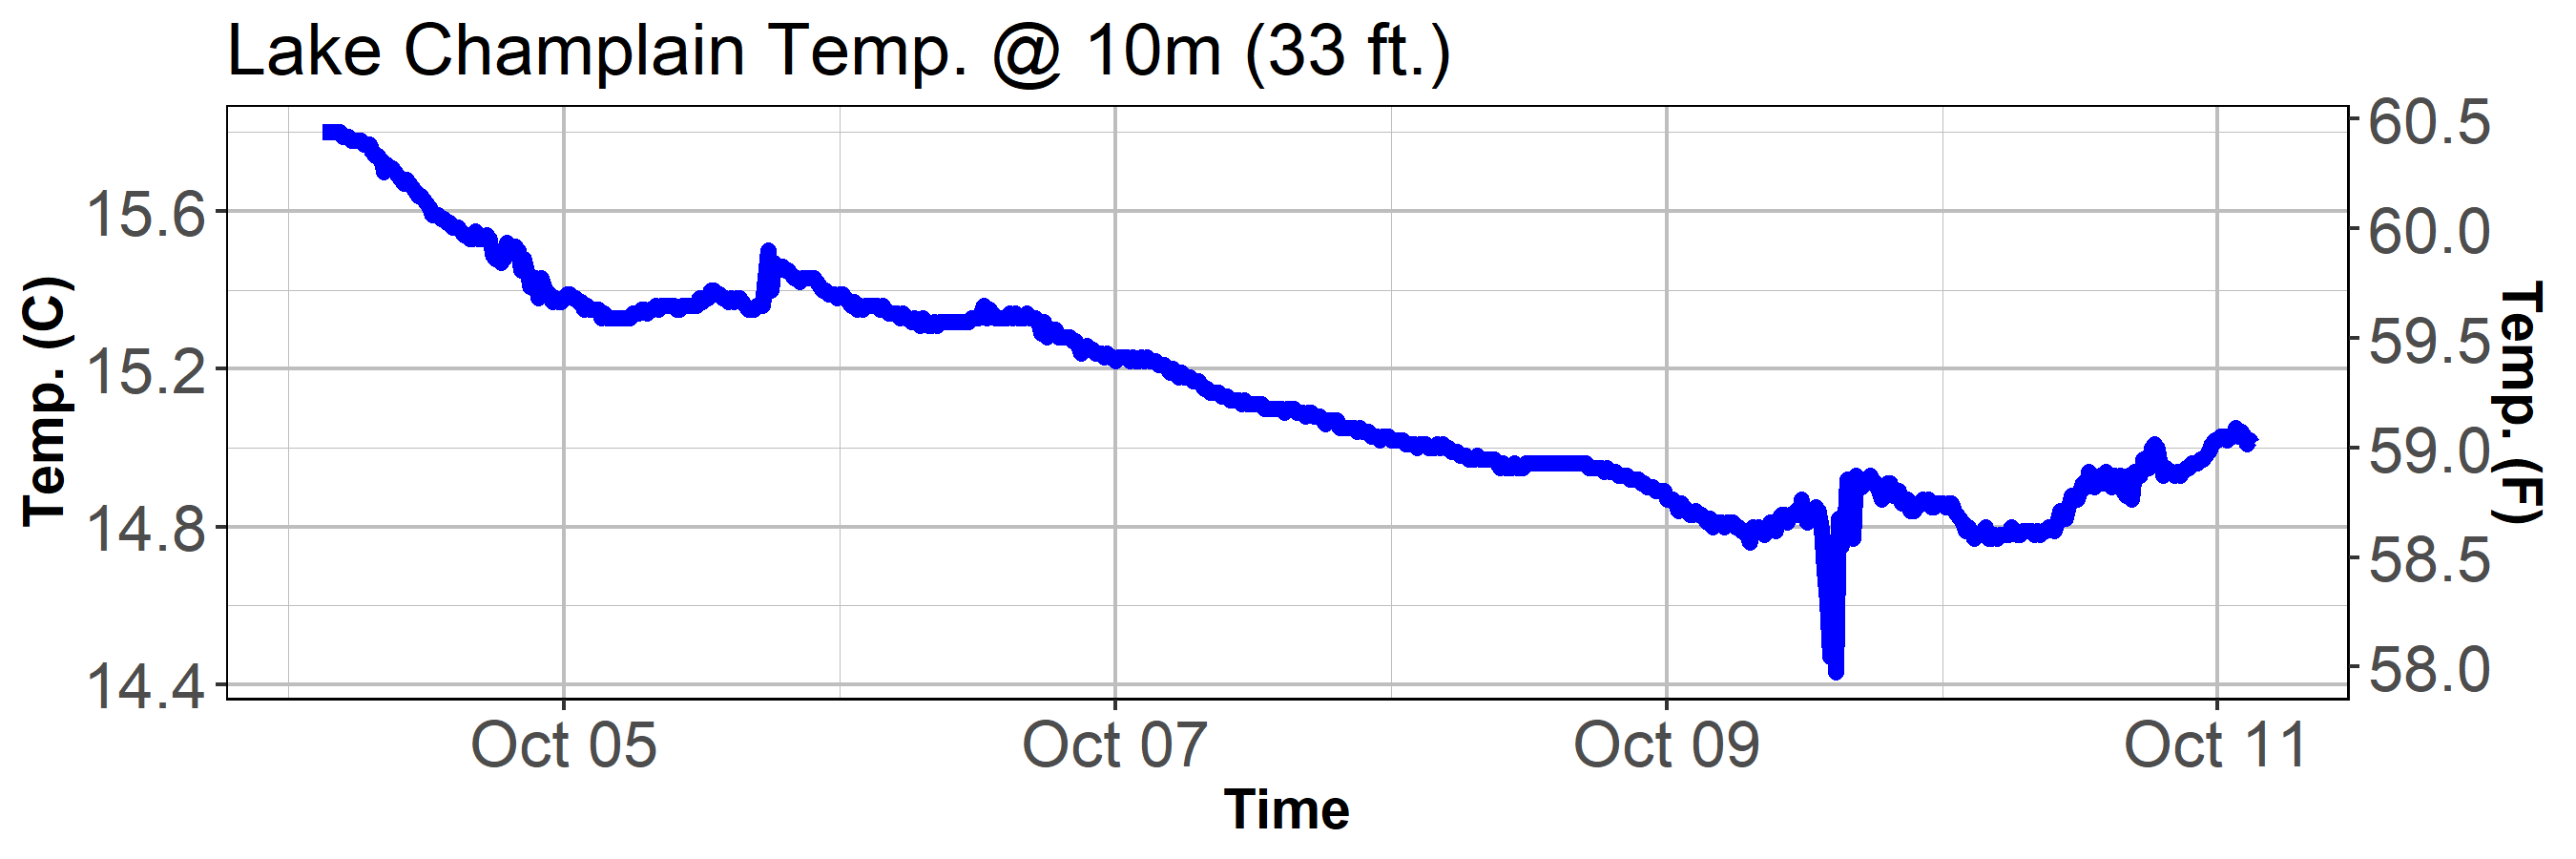 Lake Champlain Temp. @ 10m (33 ft.)
Temp. (C)
15.6
15.2
14.8
14.4
60.5
60.0
59.5
59.0
58.5
58.0
Temp. (F)
Oct 05 Oct 07 Oct 09 Oct 11
Time